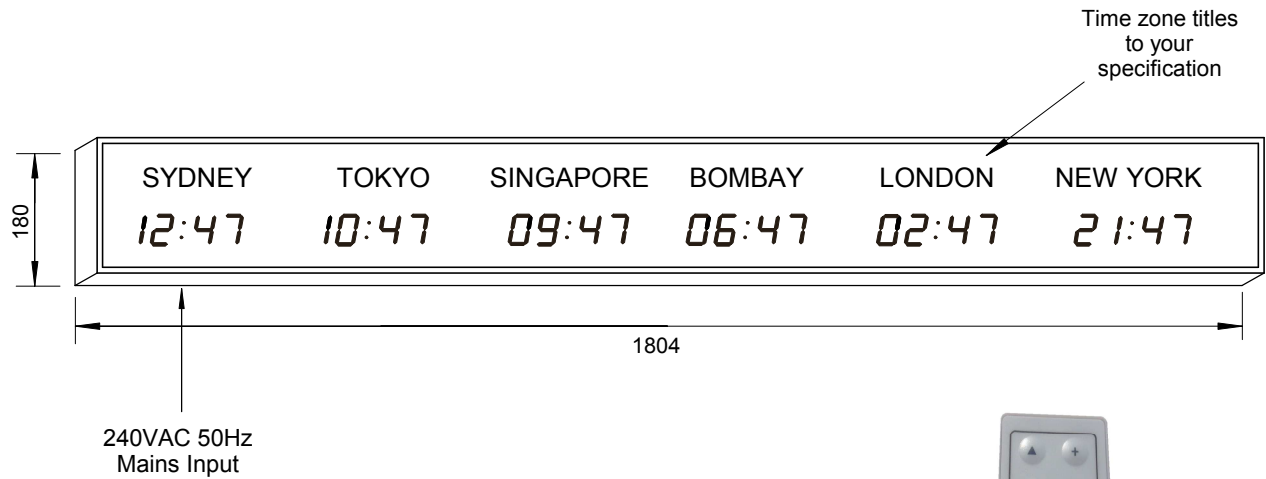 Time zone titles
to your
specification
SYDNEY TOKYO SINGAPORE BOMBAY LONDON NEW YORK
12:47 10:47 09:47 06:47 02:47 21:47
180
1804
240VAC 50Hz
Mains Input
▲ +